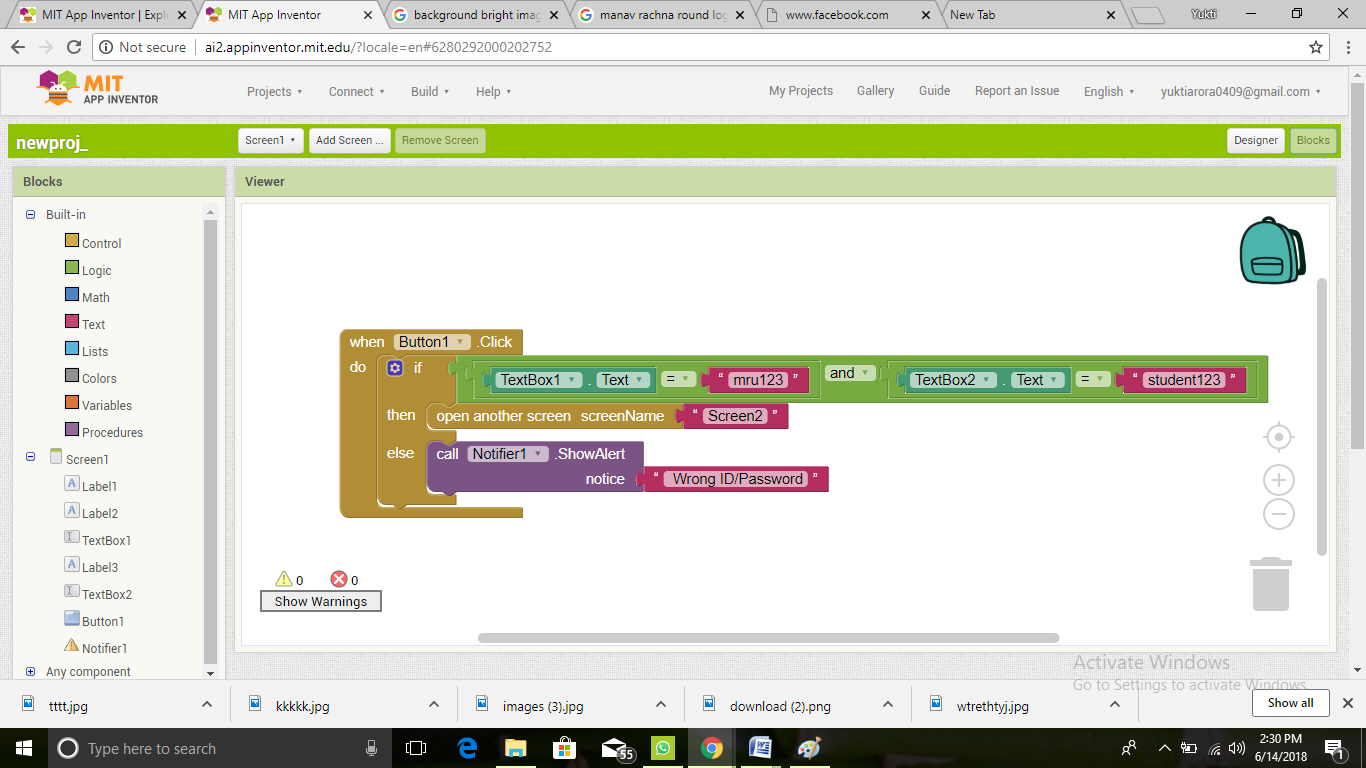 MIT App Inventor | Expl
MIT App Inventor
background bright imag
manav rachna round log
www.facebook.com
New Tab
Yukti
Not secure | ai2.appinventor.mit.edu/?locale=en#6280292000202752
MIT
APP INVENTOR
Projects
Connect
Build
Help
My Projects
Gallery
Guide
Report an Issue
English
yuktiarora0409@gmail.com
newproj_
Screen1
Add Screen ...
Remove Screen
Designer
Blocks
Blocks
Viewer
Built-in
Control
Logic
Math
Text
Lists
Colors
Variables
Procedures
Screen1
Label1
Label2
TextBox1
Label3
TextBox2
Button1
Notifier1
Any component
when Button1 .Click
do if TextBox1 . Text = “ mru123 ” and TextBox2 . Text = “ student123 ”
then open another screen screenName “ Screen2 ”
else call Notifier1 .ShowAlert
notice “ Wrong ID/Password ”
0 0
Show Warnings
Activate Windows
Go to Settings to activate Windows.
tttt.jpg
kkkkk.jpg
images (3).jpg
download (2).png
wtrethtyj.jpg
Show all
Type here to search
55
2:30 PM
6/14/2018
1